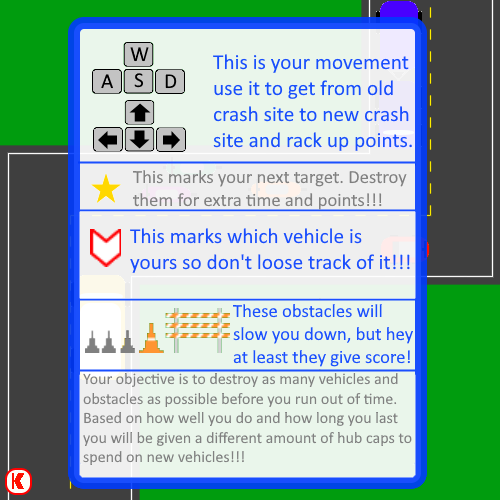 W
A S D
This is your movement
use it to get from old
crash site to new crash
site and rack up points.
This marks your next target. Destroy
them for extra time and points!!!
This marks which vehicle is
yours so don't loose track of it!!!
These obstacles will
slow you down, but hey
at least they give score!
Your objective is to destroy as many vehicles and
obstacles as possible before you run out of time.
Based on how well you do and how long you last
you will be given a different amount of hub caps to
spend on new vehicles!!!
K